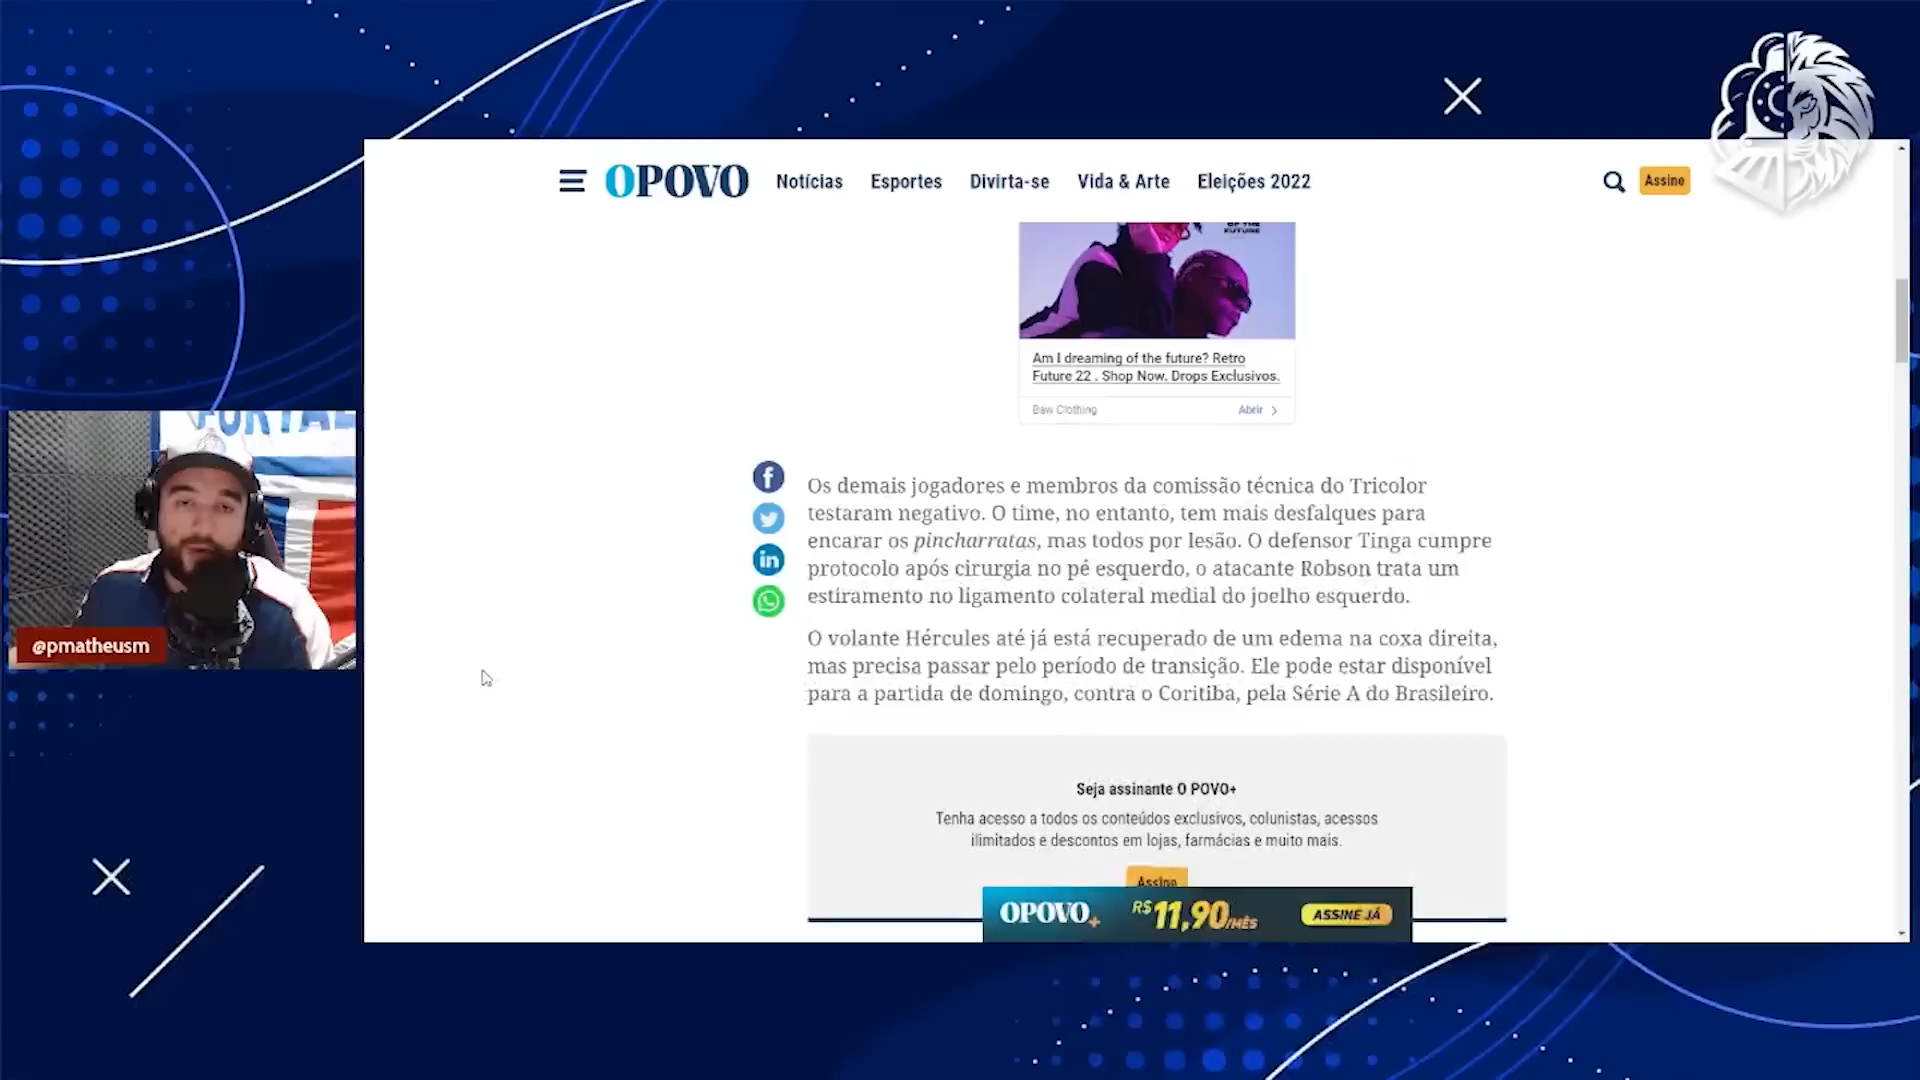 OPOVO
Notícias
Esportes
Divirta-se
Vida & Arte
Eleições 2022
Assine
OF THE
FUTURE
Am I dreaming of the future? Retro
Future 22 . Shop Now. Drops Exclusivos.
Baw Clothing
Abrir
Os demais jogadores e membros da comissão técnica do Tricolor
testaram negativo. O time, no entanto, tem mais desfalques para
encarar os pincharratas, mas todos por lesão. O defensor Tinga cumpre
protocolo após cirurgia no pé esquerdo, o atacante Robson trata um
estiramento no ligamento colateral medial do joelho esquerdo.
O volante Hércules até já está recuperado de um edema na coxa direita,
mas precisa passar pelo período de transição. Ele pode estar disponível
para a partida de domingo, contra o Coritiba, pela Série A do Brasileiro.
@pmatheusm
Seja assinante O POVO+
Tenha acesso a todos os conteúdos exclusivos, colunistas, acessos
ilimitados e descontos em lojas, farmácias e muito mais.
Assine
OPOVO+
R$11,90/MÊS
ASSINE JÁ